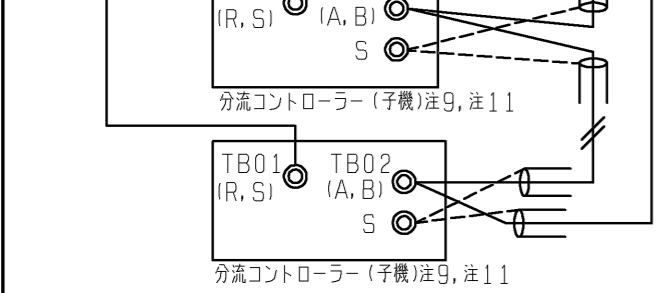 (R, S) (A, B)
S
分流コントローラー(子機)注9, 注11
TB01 TB02
(R, S) (A, B)
S
分流コントローラー(子機)注9, 注11